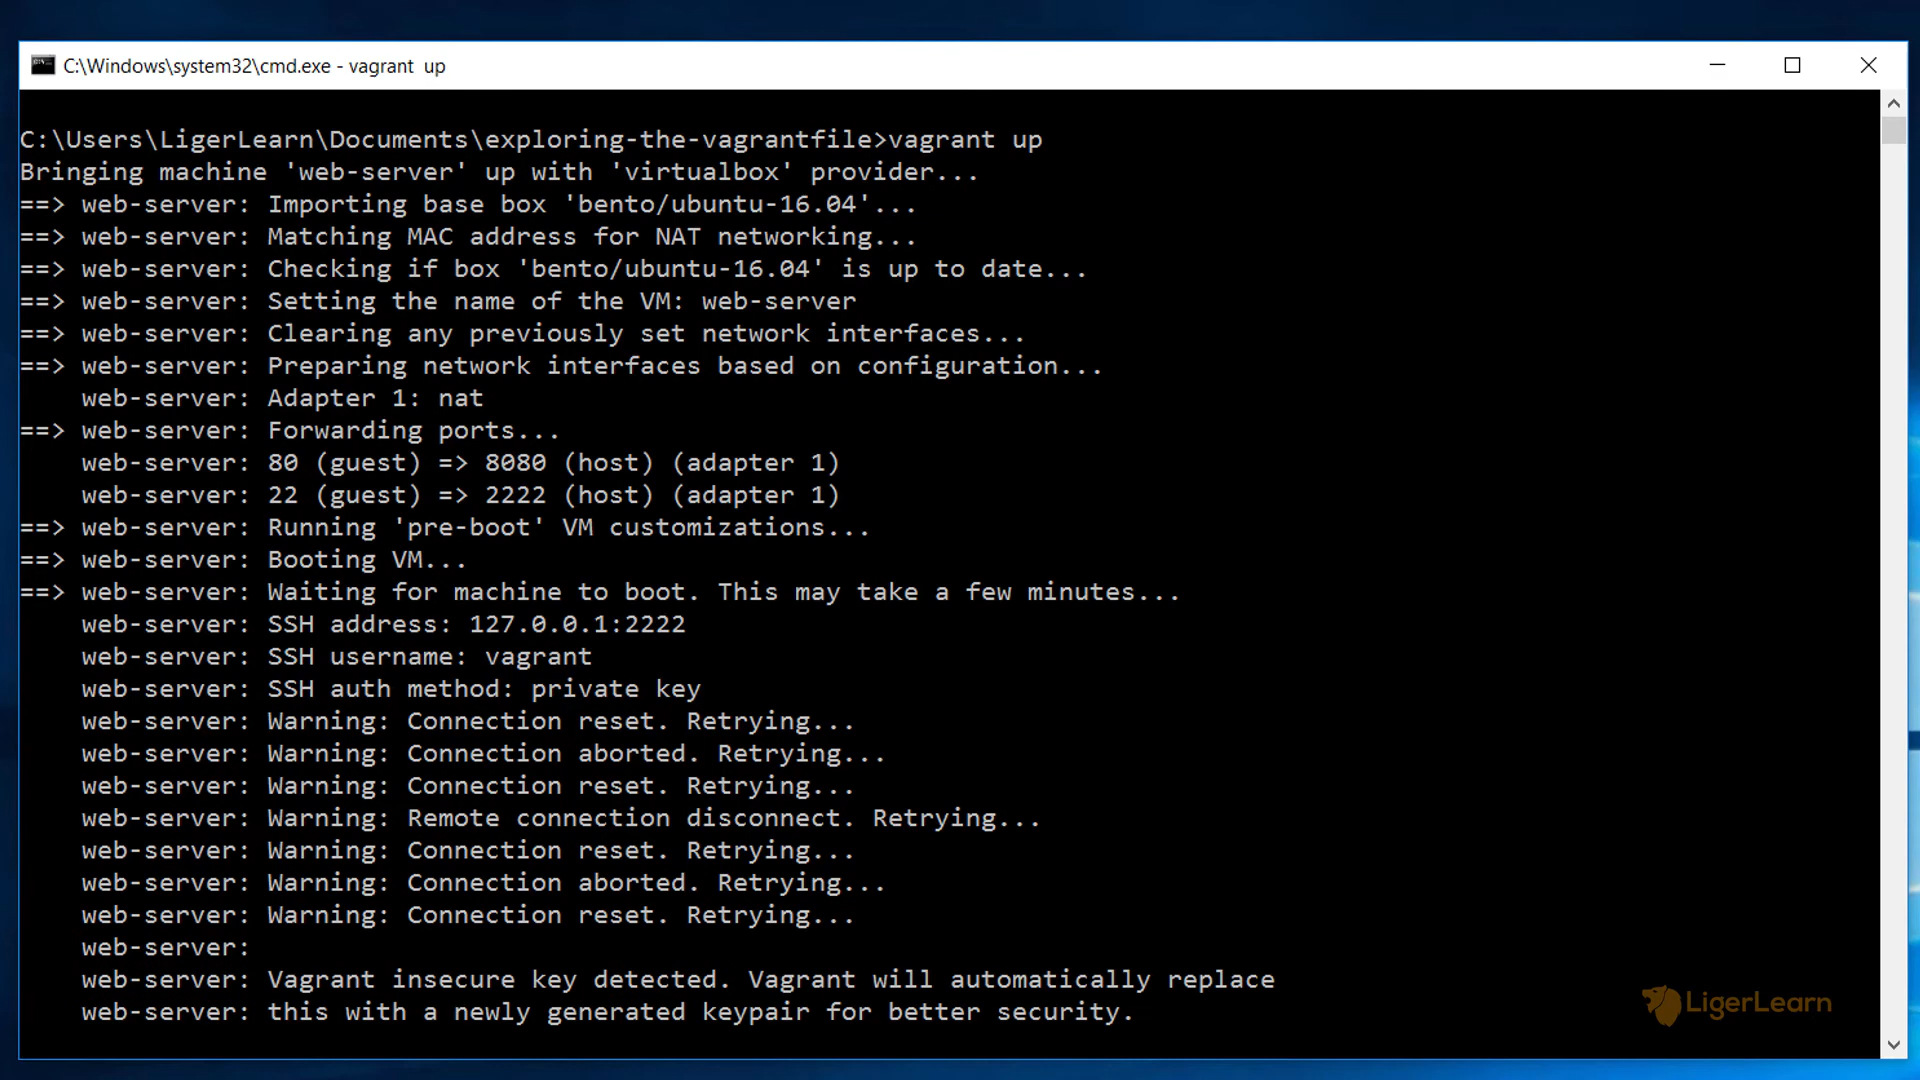 C:\Windows\system32\cmd.exe - vagrant  up
C:\Users\LigerLearn\Documents\exploring-the-vagrantfile>vagrant up
Bringing machine 'web-server' up with 'virtualbox' provider...
==> web-server: Importing base box 'bento/ubuntu-16.04'...
==> web-server: Matching MAC address for NAT networking...
==> web-server: Checking if box 'bento/ubuntu-16.04' is up to date...
==> web-server: Setting the name of the VM: web-server
==> web-server: Clearing any previously set network interfaces...
==> web-server: Preparing network interfaces based on configuration...
    web-server: Adapter 1: nat
==> web-server: Forwarding ports...
    web-server: 80 (guest) => 8080 (host) (adapter 1)
    web-server: 22 (guest) => 2222 (host) (adapter 1)
==> web-server: Running 'pre-boot' VM customizations...
==> web-server: Booting VM...
==> web-server: Waiting for machine to boot. This may take a few minutes...
    web-server: SSH address: 127.0.0.1:2222
    web-server: SSH username: vagrant
    web-server: SSH auth method: private key
    web-server: Warning: Connection reset. Retrying...
    web-server: Warning: Connection aborted. Retrying...
    web-server: Warning: Connection reset. Retrying...
    web-server: Warning: Remote connection disconnect. Retrying...
    web-server: Warning: Connection reset. Retrying...
    web-server: Warning: Connection aborted. Retrying...
    web-server: Warning: Connection reset. Retrying...
    web-server:
    web-server: Vagrant insecure key detected. Vagrant will automatically replace
    web-server: this with a newly generated keypair for better security.
LigerLearn